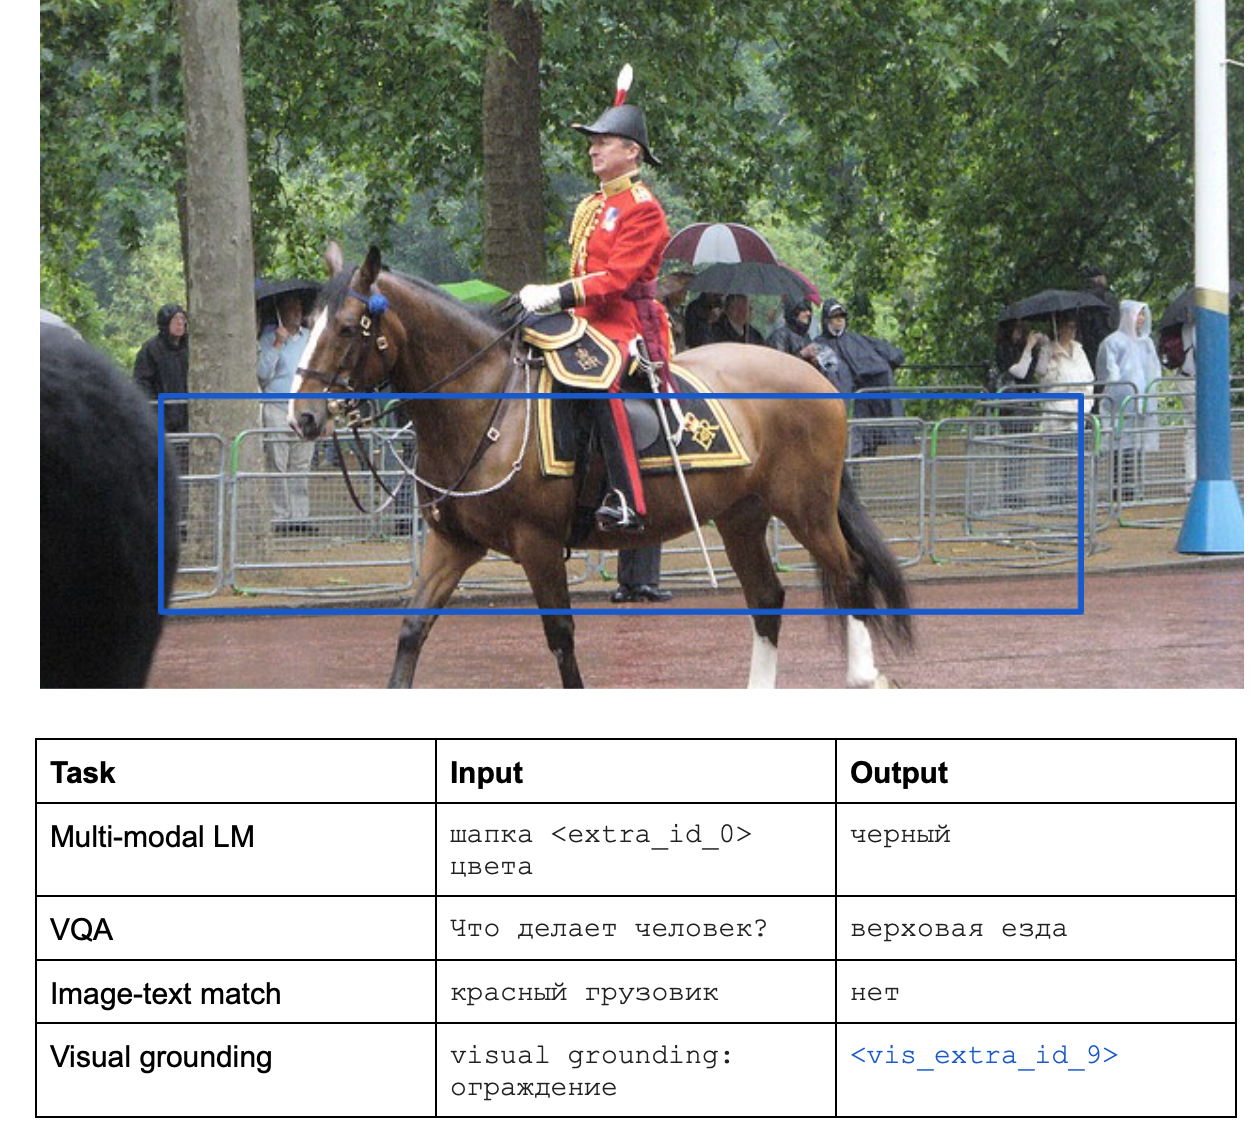 Task Input Output
Multi-modal LM шапка <extra_id_0> черный
цвета
VQA Что делает человек? верховая езда
Image-text match красный грузовик нет
Visual grounding visual grounding: <vis_extra_id_9>
ограждение